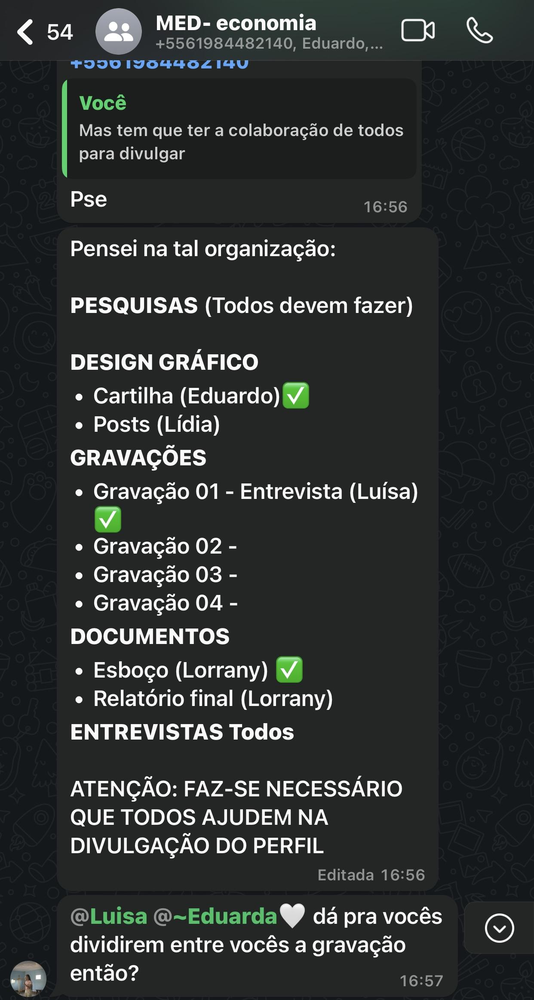 54
MED- economia
+5561984482140, Eduardo,...
+5561984482140
Você
Mas tem que ter a colaboração de todos
para divulgar
Pse
16:56
Pensei na tal organização:
PESQUISAS (Todos devem fazer)
DESIGN GRÁFICO
• Cartilha (Eduardo)✅
• Posts (Lídia)
GRAVAÇÕES
• Gravação 01 - Entrevista (Luísa)
✅
• Gravação 02 -
• Gravação 03 -
• Gravação 04 -
DOCUMENTOS
• Esboço (Lorrany) ✅
• Relatório final (Lorrany)
ENTREVISTAS Todos
ATENÇÃO: FAZ-SE NECESSÁRIO
QUE TODOS AJUDEM NA
DIVULGAÇÃO DO PERFIL
Editada 16:56
@Luisa @~Eduarda🤍 dá pra vocês
dividirem entre vocês a gravação
então?
16:57